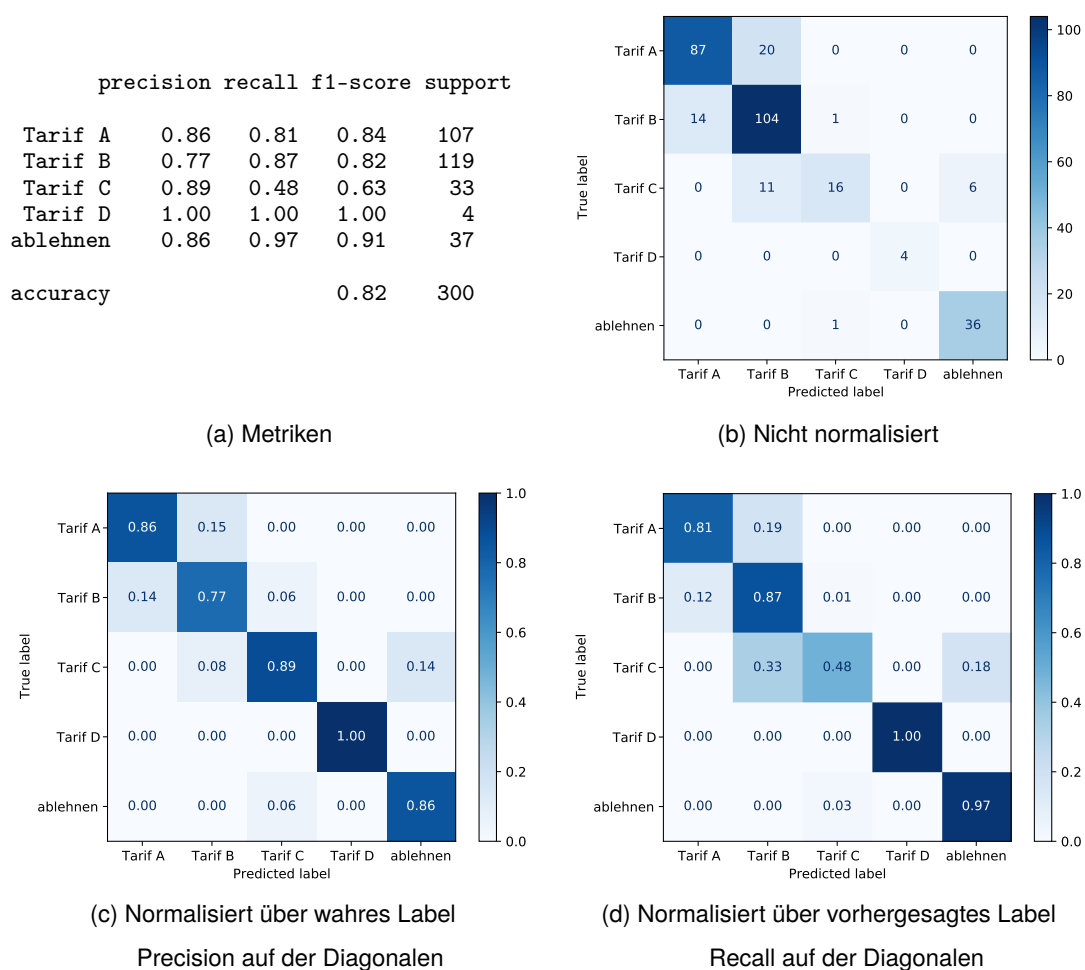 precision recall f1-score support
Tarif A 0.86 0.81 0.84 107
Tarif B 0.77 0.87 0.82 119
Tarif C 0.89 0.48 0.63 33
Tarif D 1.00 1.00 1.00 4
ablehnen 0.86 0.97 0.91 37
accuracy 0.82 300
(a) Metriken
True label
Tarif A 87 20 0 0 0
Tarif B 14 104 1 0 0
Tarif C 0 11 16 0 6
Tarif D 0 0 0 4 0
ablehnen 0 0 1 0 36
Tarif A Tarif B Tarif C Tarif D ablehnen
Predicted label
100
80
60
40
20
0
(b) Nicht normalisiert
True label
Tarif A 0.86 0.15 0.00 0.00 0.00
Tarif B 0.14 0.77 0.06 0.00 0.00
Tarif C 0.00 0.08 0.89 0.00 0.14
Tarif D 0.00 0.00 0.00 1.00 0.00
ablehnen 0.00 0.00 0.06 0.00 0.86
Tarif A Tarif B Tarif C Tarif D ablehnen
Predicted label
1.0
0.8
0.6
0.4
0.2
0.0
(c) Normalisiert über wahres Label
Precision auf der Diagonalen
True label
Tarif A 0.81 0.19 0.00 0.00 0.00
Tarif B 0.12 0.87 0.01 0.00 0.00
Tarif C 0.00 0.33 0.48 0.00 0.18
Tarif D 0.00 0.00 0.00 1.00 0.00
ablehnen 0.00 0.00 0.03 0.00 0.97
Tarif A Tarif B Tarif C Tarif D ablehnen
Predicted label
1.0
0.8
0.6
0.4
0.2
0.0
(d) Normalisiert über vorhergesagtes Label
Recall auf der Diagonalen